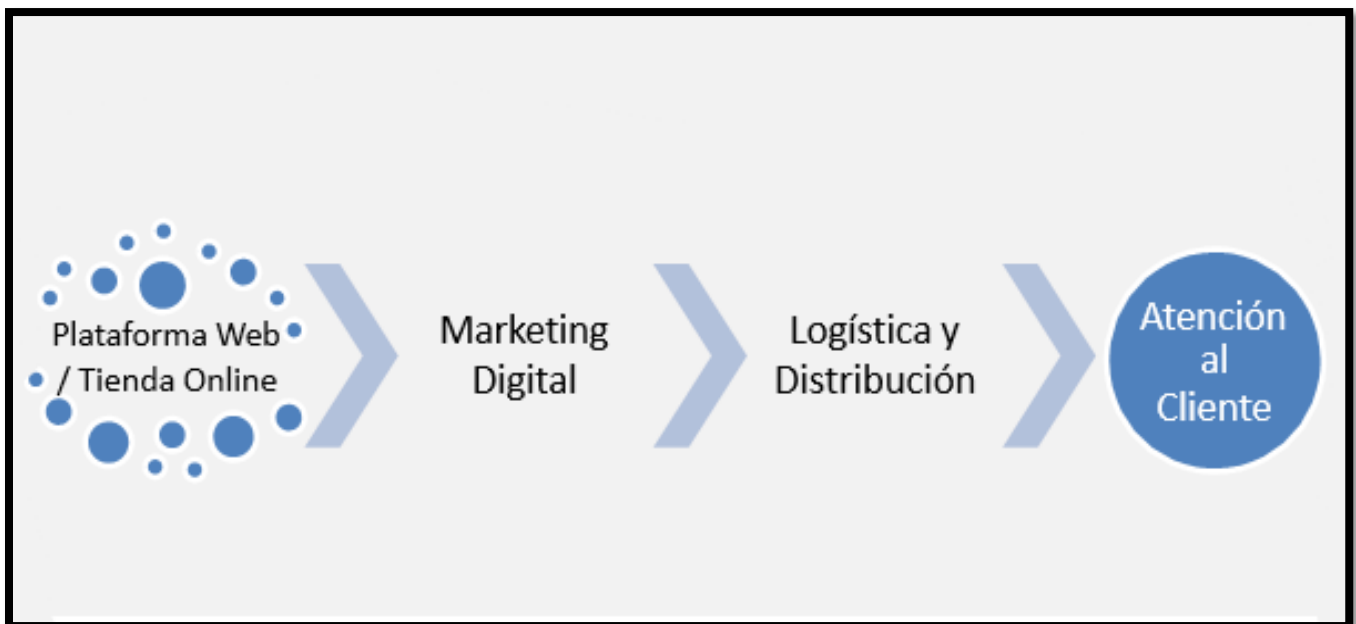 Plataforma Web
/ Tienda Online
Marketing
Digital
Logística y
Distribución
Atención
al
Cliente